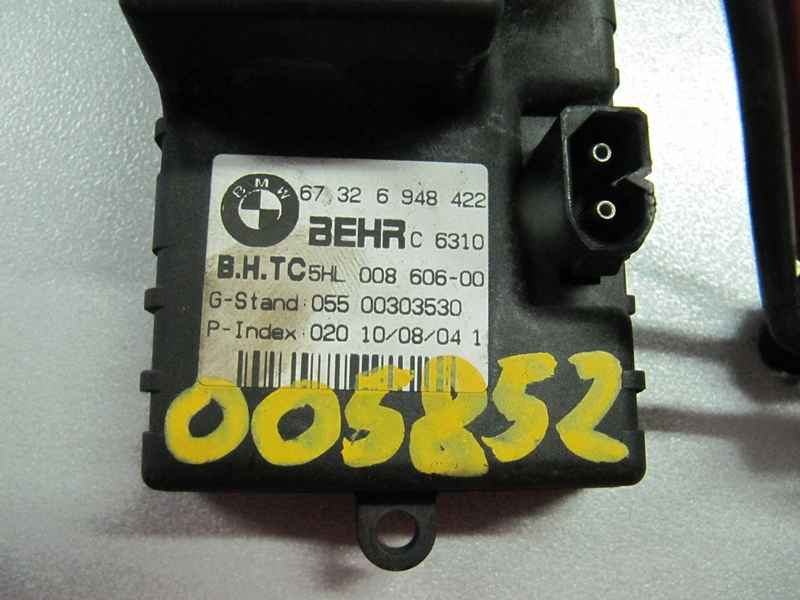 BMW 67 32 6 948 422
BEHR C 6310
B.H.TC 5HL 008 606-00
G-Stand:055 00303530
P-Index:020 10/08/04 1
005852